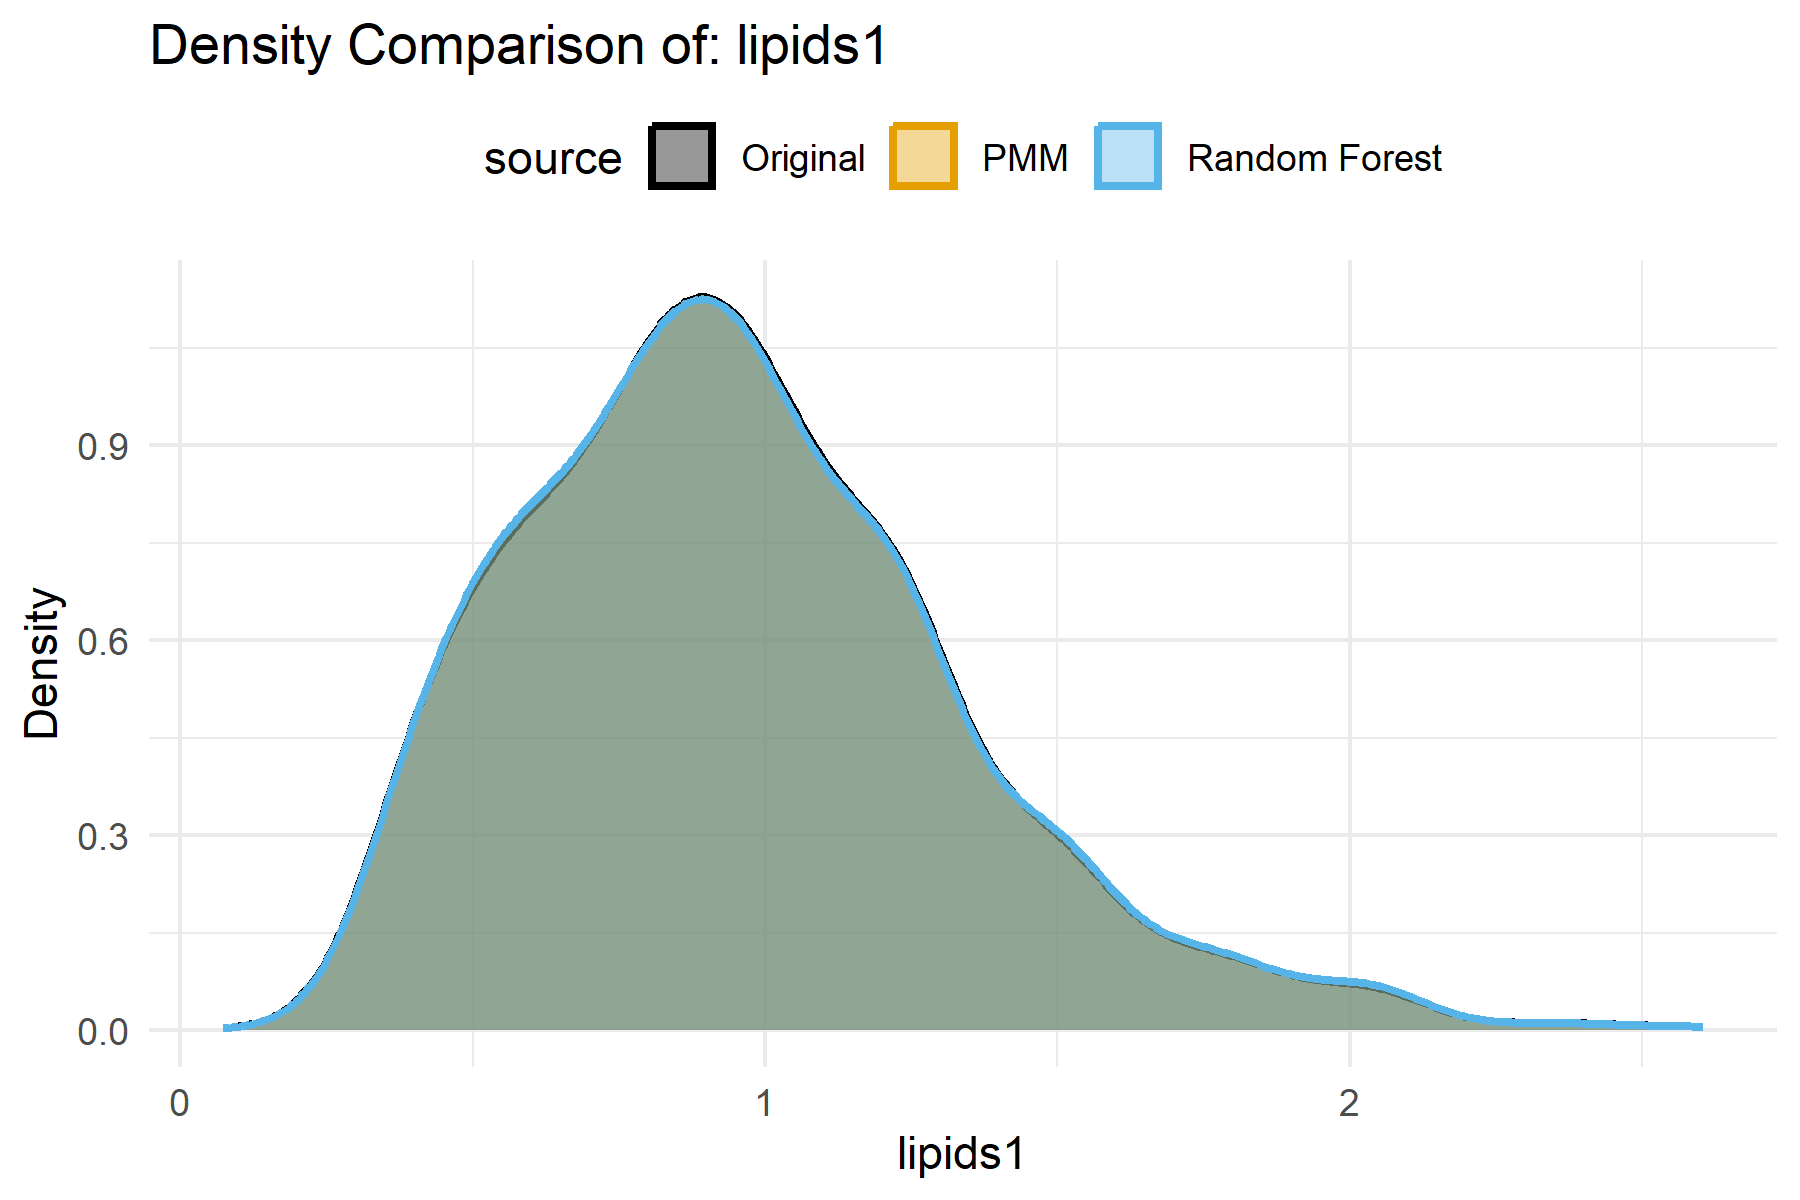 Density Comparison of: lipids1
source Original PMM Random Forest
Density
0.9
0.6
0.3
0.0
0 1 2
lipids1